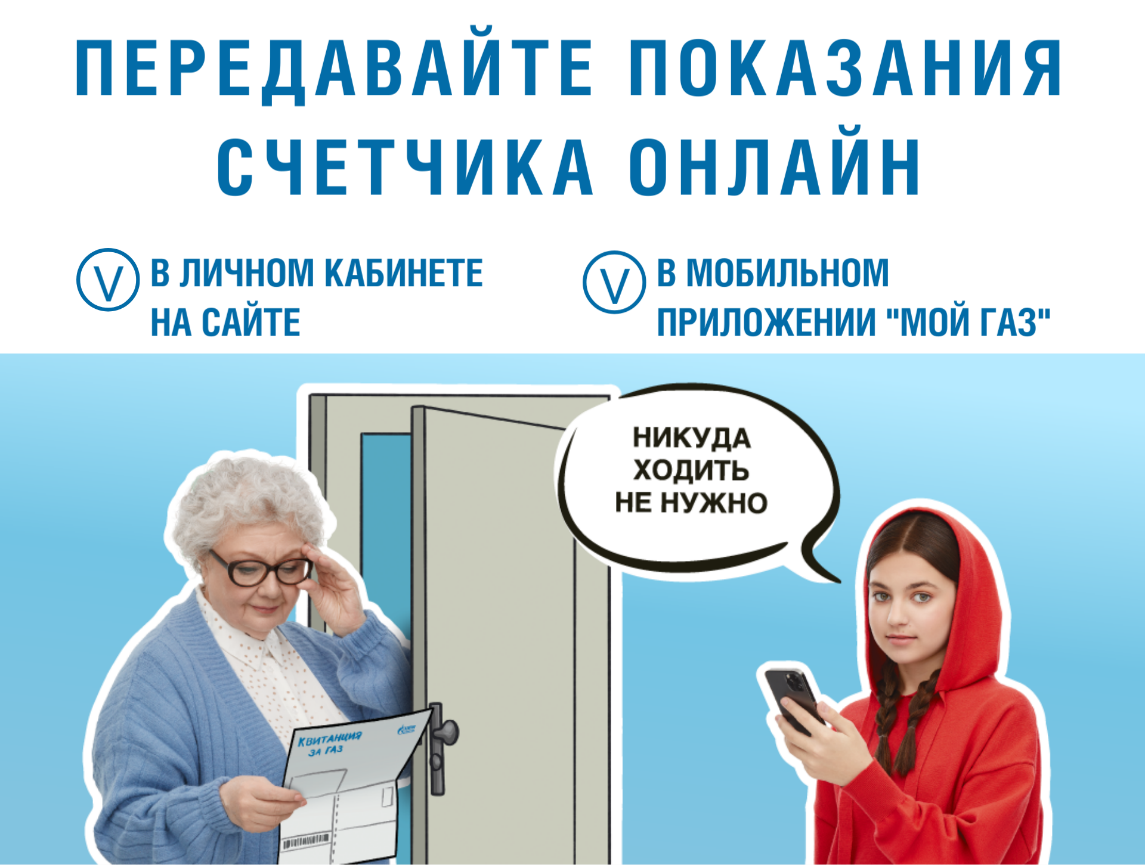 ПЕРЕДАВАЙТЕ ПОКАЗАНИЯ
СЧЕТЧИКА ОНЛАЙН
V В ЛИЧНОМ КАБИНЕТЕ
НА САЙТЕ
V В МОБИЛЬНОМ
ПРИЛОЖЕНИИ "МОЙ ГАЗ"
НИКУДА
ХОДИТЬ
НЕ НУЖНО
КВИТАНЦИЯ
ЗА ГАЗ